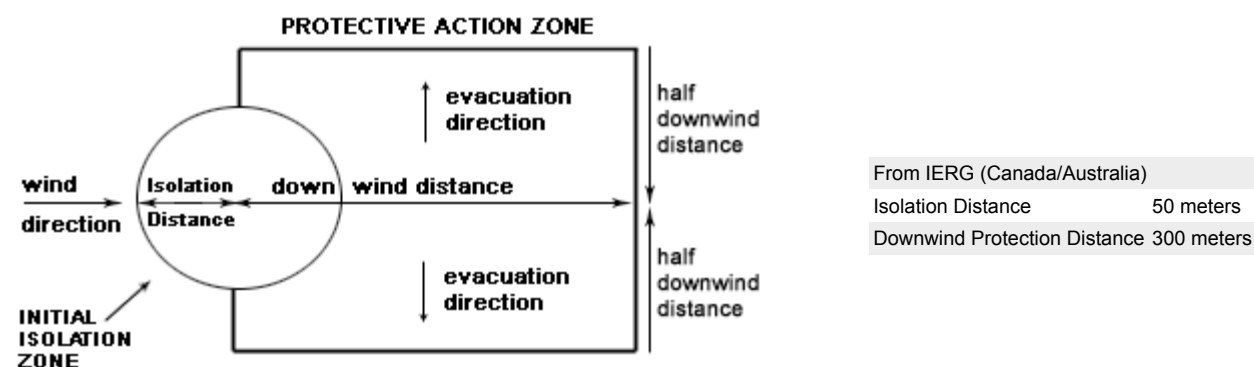 PROTECTIVE ACTION ZONE
evacuation
direction
half
downwind
distance
wind
direction
Isolation
Distance
down wind distance
evacuation
direction
half
downwind
distance
INITIAL
ISOLATION
ZONE
From IERG (Canada/Australia)
Isolation Distance 50 meters
Downwind Protection Distance 300 meters